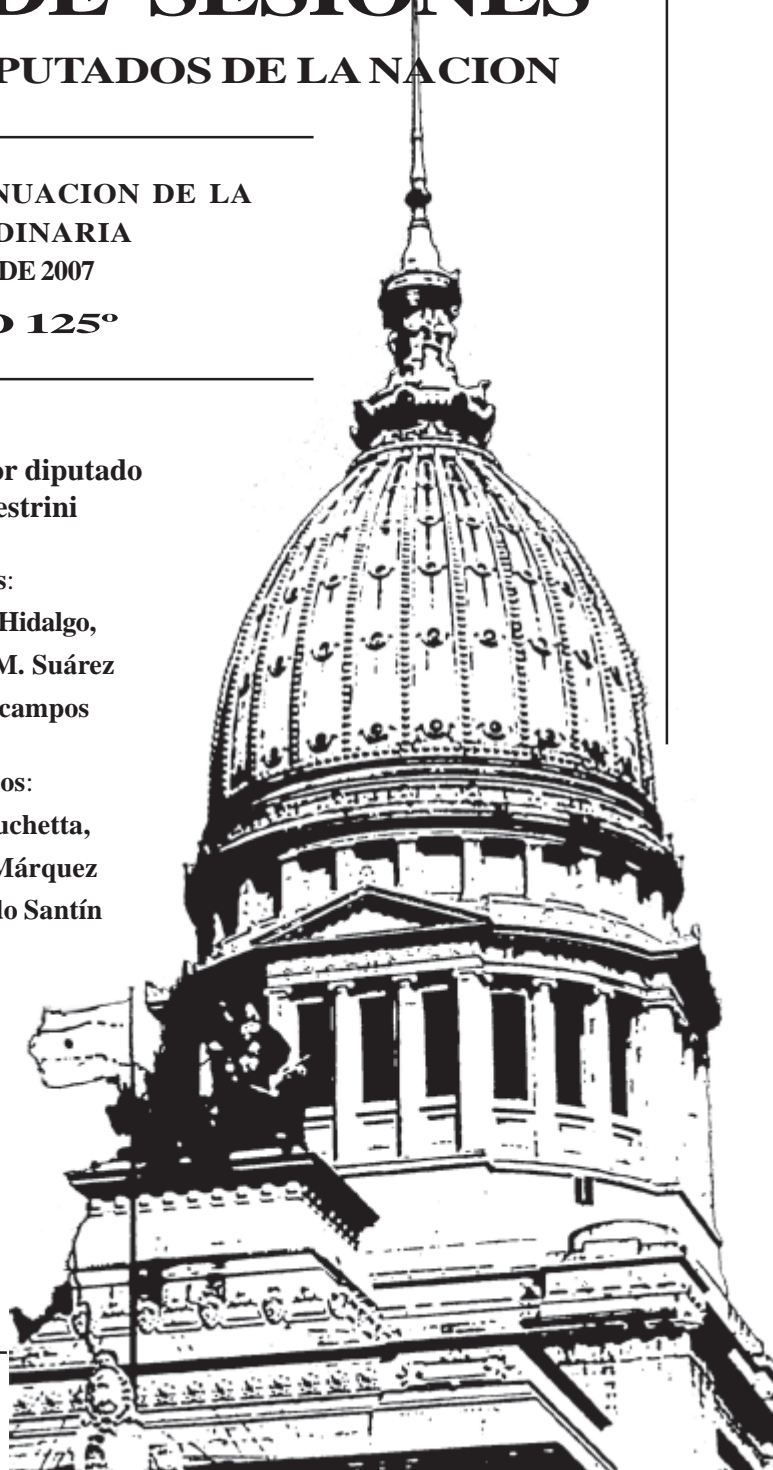 DE SESIONES
PUTADOS DE LA NACION
NUACION DE LA
DINARIA
DE 2007
O 125º
or diputado
estrini
s:
Hidalgo,
M. Suárez
campos
os:
uchetta,
Márquez
lo Santín